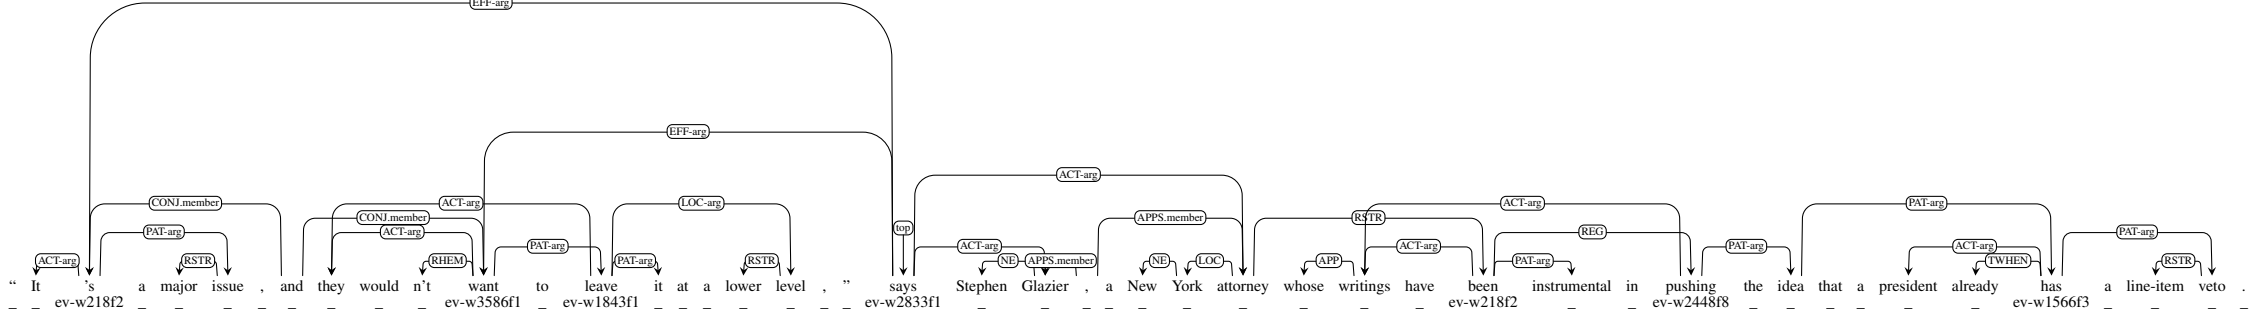 EFF-arg
EFF-arg
ACT-arg
CONJ.member ACT-arg LOC-arg ACT-arg PAT-arg
CONJ.member APPS.member RSTR
top
PAT-arg ACT-arg REG PAT-arg
PAT-arg ACT-arg ACT-arg PAT-arg ACT-arg
ACT-arg RSTR RHEM PAT-arg RSTR NE APPS.member NE LOC APP PAT-arg TWHEN RSTR
“ It 's a major issue , and they would n't want to leave it at a lower level , ” says Stephen Glazier , a New York attorney whose writings have been instrumental in pushing the idea that a president already has a line-item veto .
ev-w218f2 ev-w3586f1 ev-w1843f1 ev-w2833f1 ev-w218f2 ev-w2448f8 ev-w1566f3
_ _ _ _ _ _ _ _ _ _ _ _ _ _ _ _ _ _ _ _ _ _ _ _ _ _ _ _ _ _ _ _ _ _ _ _ _ _ _ _ _ _ _ _ _ _ _